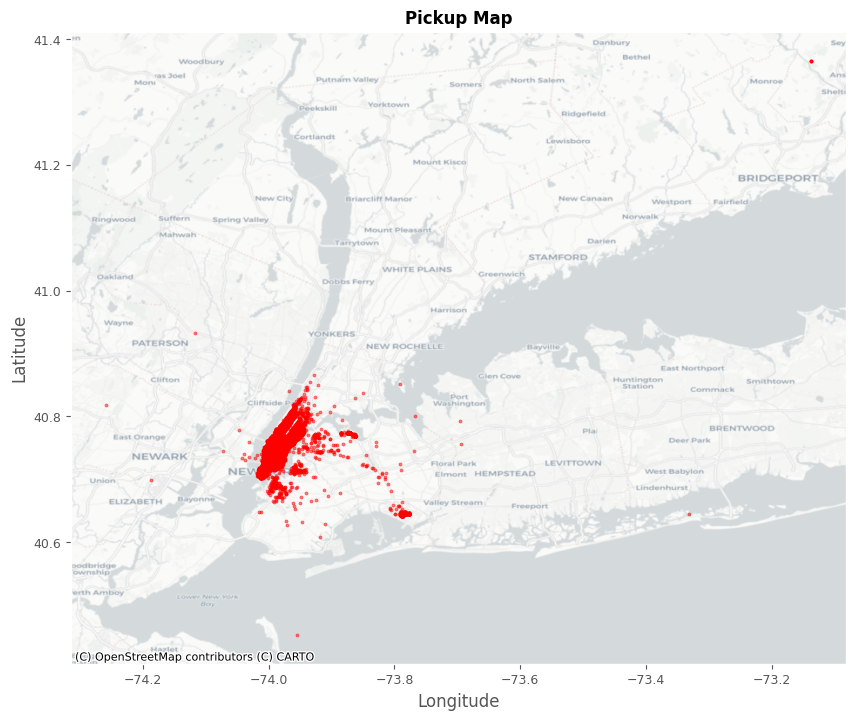 Pickup Map
41.4
41.2
41.0
40.8
40.6
Latitude
Danbury
Woodbury
Bethel
Putnam Valley
Somers
North Salem
Monroe
Peekskill
Yorktown
Ridgefield
Cortlandt
Lewisboro
Mount Kisco
BRIDGEPORT
New City
Briarcliff Manor
New Canaan
Westport
Fairfield
Ringwood
Suffern
Spring Valley
Norwalk
Mahwah
Mount Pleasant
Tarrytown
Darien
STAMFORD
WHITE PLAINS
Greenwich
Oakland
Dobbs Ferry
Harrison
Wayne
YONKERS
PATERSON
NEW ROCHELLE
Bayville
East Northport
Glen Cove
Huntington
Station
Smithtown
Clifton
Commack
Port
Washington
Cliffside P
BRENTWOOD
East Orange
Plai
Deer Park
NEWARK
Floral Park
LEVITTOWN
NEW
Elmont
HEMPSTEAD
West Babylon
Union
Lindenhurst
Bayonne
ELIZABETH
Valley Stream
Freeport
oodbridge
Township
erth Amboy
Lower New York
Bay
Hazlet
(C) OpenStreetMap contributors (C) CARTO
−74.2
−74.0
−73.8
−73.6
−73.4
−73.2
Longitude